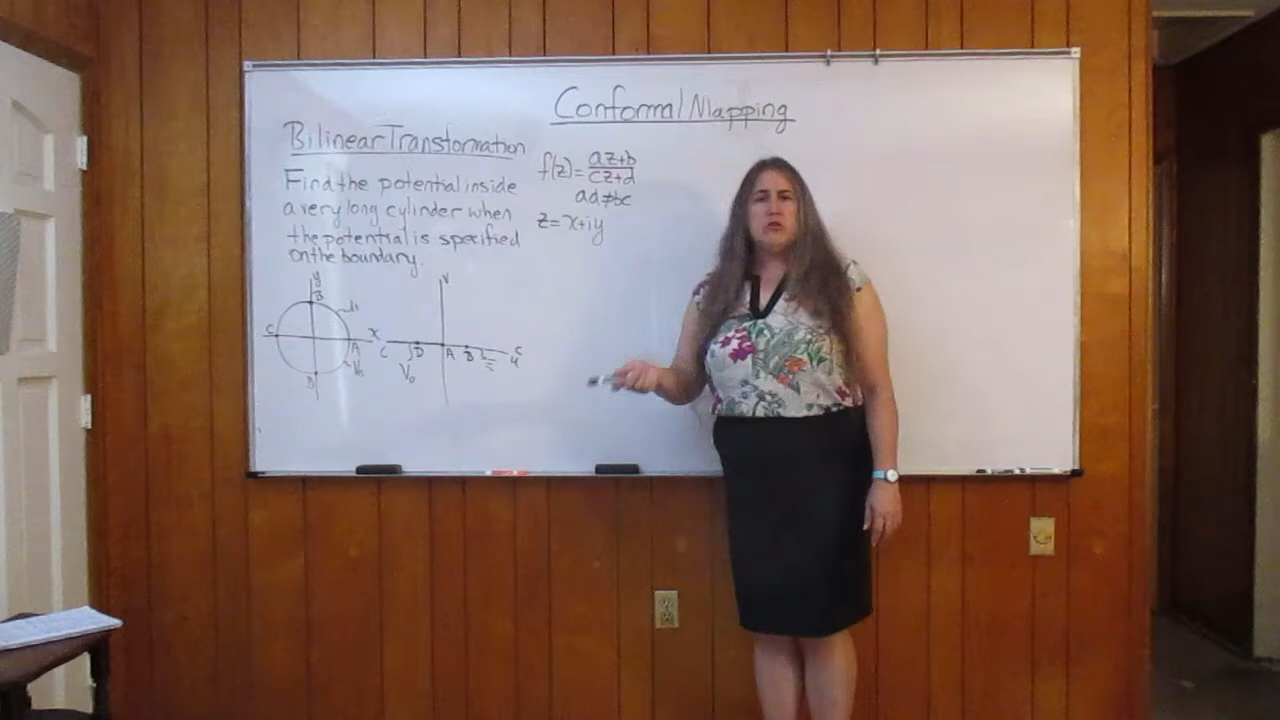 Conformal Mapping
Bilinear Transformation
Find the potential inside
a very long cylinder when
the potential is specified
on the boundary.
f(z)= az+b
cz+d
ad≠bc
z=x+iy
y
B
C
x
A
V₀
D
v
C
D
A
B
C
V₀
u